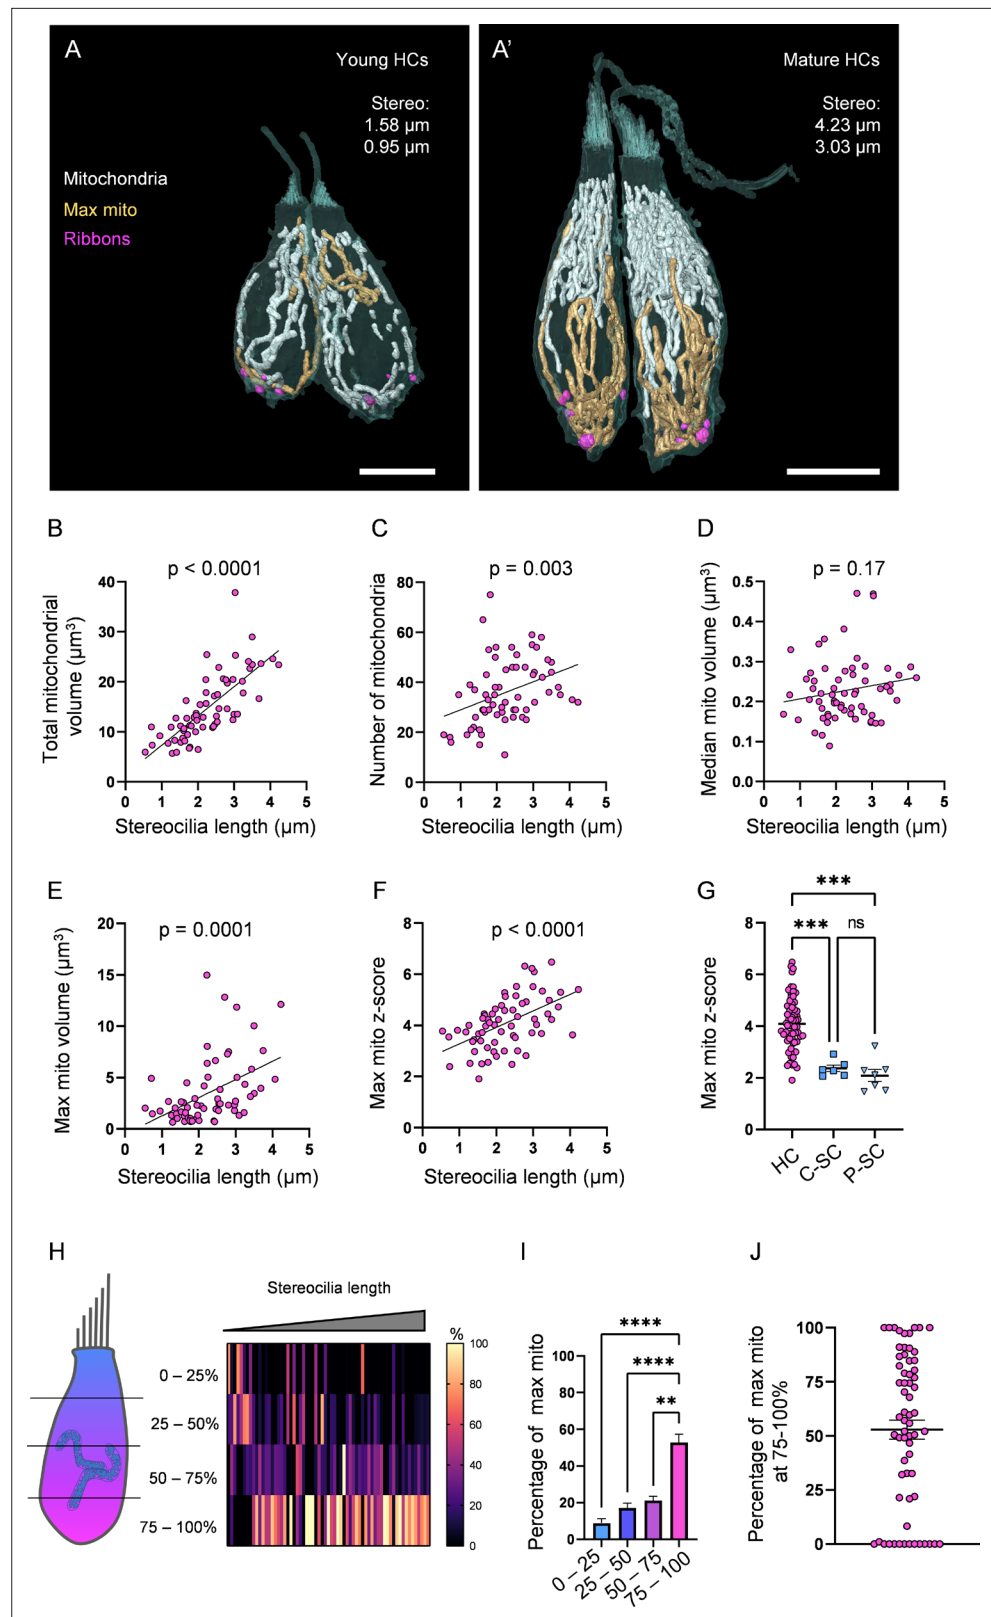 A
Young HCs
Stereo:
1.58 µm
0.95 µm
Mitochondria
Max mito
Ribbons
A'
Mature HCs
Stereo:
4.23 µm
3.03 µm
B
p < 0.0001
Total mitochondrial
volume (µm³)
40
30
20
10
0
0 1 2 3 4 5
Stereocilia length (µm)
C
p = 0.003
Number of mitochondria
80
60
40
20
0
0 1 2 3 4 5
Stereocilia length (µm)
D
p = 0.17
Median mito volume (µm³)
0.5
0.4
0.3
0.2
0.1
0.0
0 1 2 3 4 5
Stereocilia length (µm)
E
p = 0.0001
Max mito volume (µm³)
20
15
10
5
0
0 1 2 3 4 5
Stereocilia length (µm)
F
p < 0.0001
Max mito z-score
8
6
4
2
0
0 1 2 3 4 5
Stereocilia length (µm)
G
***
*** ns
Max mito z-score
8
6
4
2
0
HC C-SC P-SC
H
Stereocilia length
0 – 25%
25 – 50%
50 – 75%
75 – 100%
%
100
80
60
40
20
0
I
****
****
**
Percentage of max mito
100
80
60
40
20
0
0 – 25
25 – 50
50 – 75
75 – 100
J
Percentage of max mito
at 75-100%
100
75
50
25
0